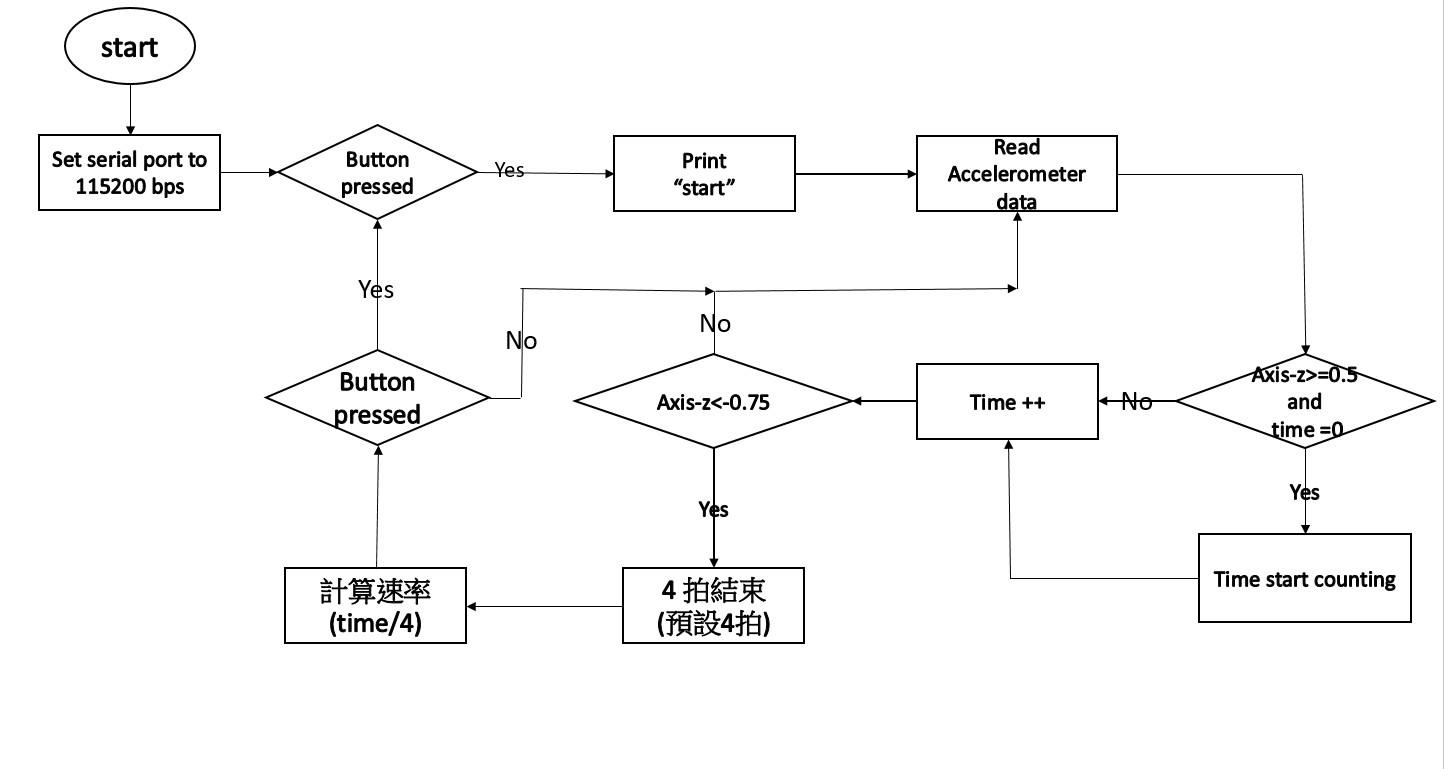 start
Set serial port to
115200 bps
Button
pressed
Yes
Print
“start”
Read
Accelerometer
data
Yes
No
No
Button
pressed
Axis-z<-0.75
Time ++
No
Axis-z>=0.5
and
time =0
Yes
Yes
計算速率
(time/4)
4 拍結束
(預設4拍)
Time start counting